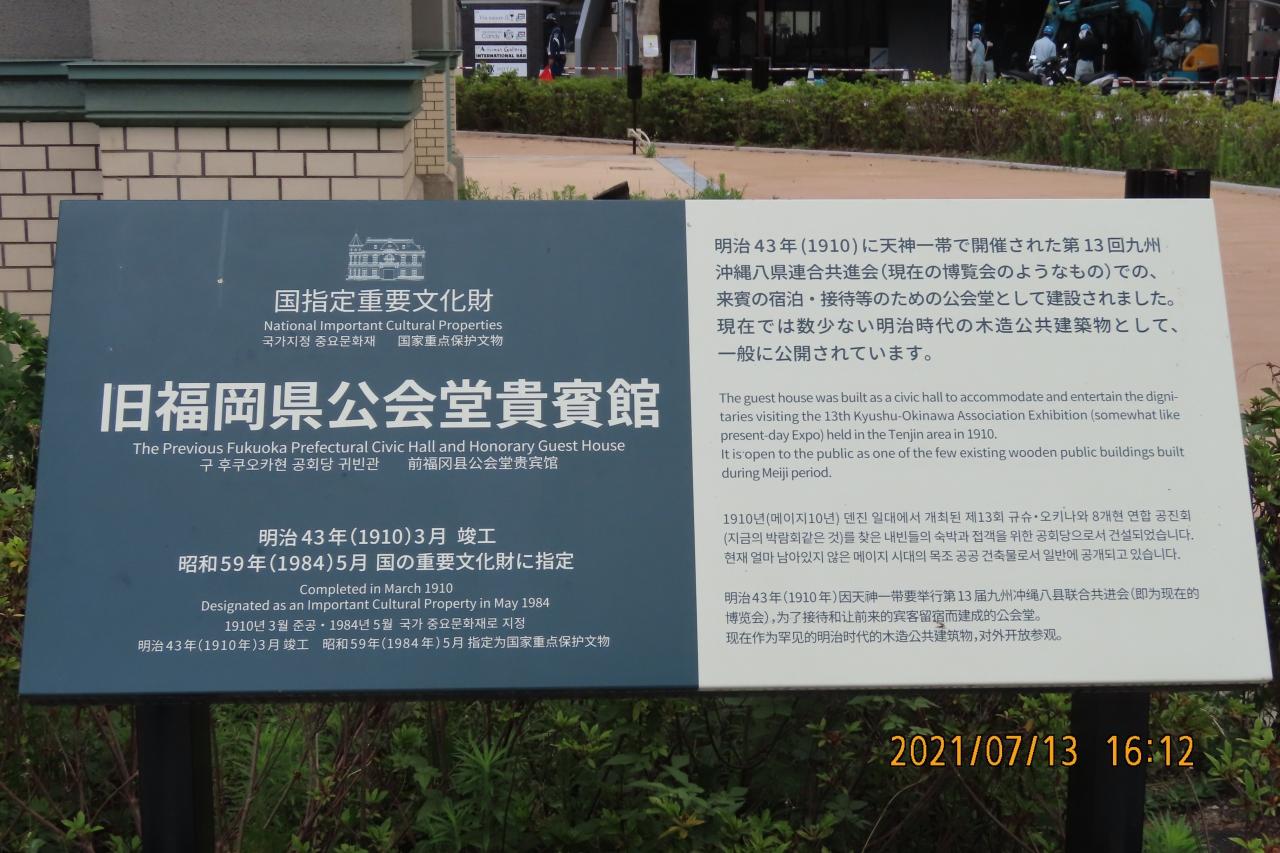 国指定重要文化財
National Important Cultural Properties
국가지정 중요문화재 国家重点保护文物
旧福岡県公会堂貴賓館
The Previous Fukuoka Prefectural Civic Hall and Honorary Guest House
구 후쿠오카현 공회당 귀빈관 前福冈县公会堂贵宾馆
明治43年(1910)3月 竣工
昭和59年(1984)5月 国の重要文化財に指定
Completed in March 1910
Designated as an Important Cultural Property in May 1984
1910년 3월 준공・1984년 5월 국가 중요문화재로 지정
明治43年(1910年)3月 竣工 昭和59年(1984年)5月 指定为国家重点保护文物
明治43年(1910)に天神一帯で開催された第13回九州
沖縄八県連合共進会(現在の博覧会のようなもの)での、
来賓の宿泊・接待等のための公会堂として建設されました。
現在では数少ない明治時代の木造公共建築物として、
一般に公開されています。
The guest house was built as a civic hall to accommodate and entertain the digni-
taries visiting the 13th Kyushu-Okinawa Association Exhibition (somewhat like
present-day Expo) held in the Tenjin area in 1910.
It is open to the public as one of the few existing wooden public buildings built
during Meiji period.
1910년(메이지10년) 덴진 일대에서 개최된 제13회 규슈・오키나와 8개현 연합 공진회
(지금의 박람회같은 것)를 찾은 내빈들의 숙박과 접객을 위한 공회당으로서 건설되었습니다.
현재 얼마 남아있지 않은 메이지 시대의 목조 공공 건축물로서 일반에 공개되고 있습니다.
明治43年(1910年)因天神一带要举行第13届九州冲绳八县联合共进会(即为现在的
博览会),为了接待和让前来的宾客留宿而建成的公会堂。
现在作为罕见的明治时代的木造公共建筑物,对外开放参观。
2021/07/13 16:12
INTERNATIONAL BAR